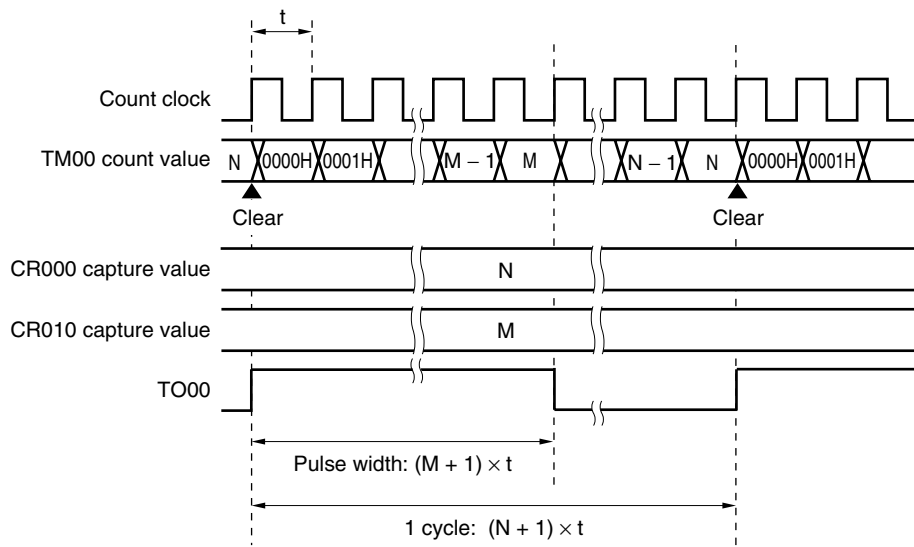 t
Count clock
TM00 count value N 0000H 0001H M − 1 M N − 1 N 0000H 0001H
Clear Clear
CR000 capture value N
CR010 capture value M
TO00
Pulse width: (M + 1) × t
1 cycle: (N + 1) × t